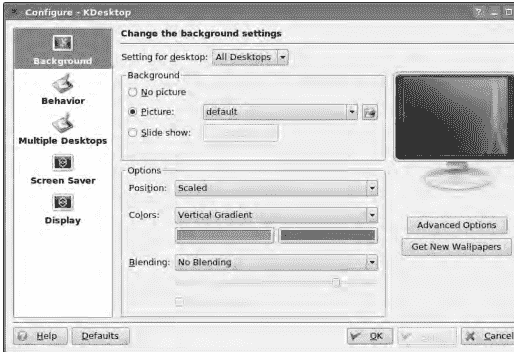 Configure - KDesktop
Background
Behavior
Multiple Desktops
Screen Saver
Display
Change the background settings
Setting for desktop: All Desktops
Background
No picture
Picture: default
Slide show:
Options
Position: Scaled
Colors: Vertical Gradient
Blending: No Blending
Advanced Options
Get New Wallpapers
Help Defaults OK Cancel